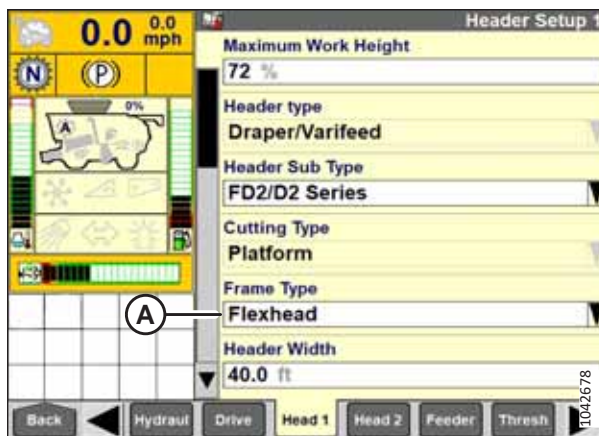 0.0 0.0 mph
N (P)
0%
A
Header Setup 1
Maximum Work Height
72 %
Header type
Draper/Varifeed
Header Sub Type
FD2/D2 Series
Cutting Type
Platform
Frame Type
A
Flexhead
Header Width
40.0 ft
Back Hydraul Drive Head 1 Head 2 Feeder Thresh
1042678